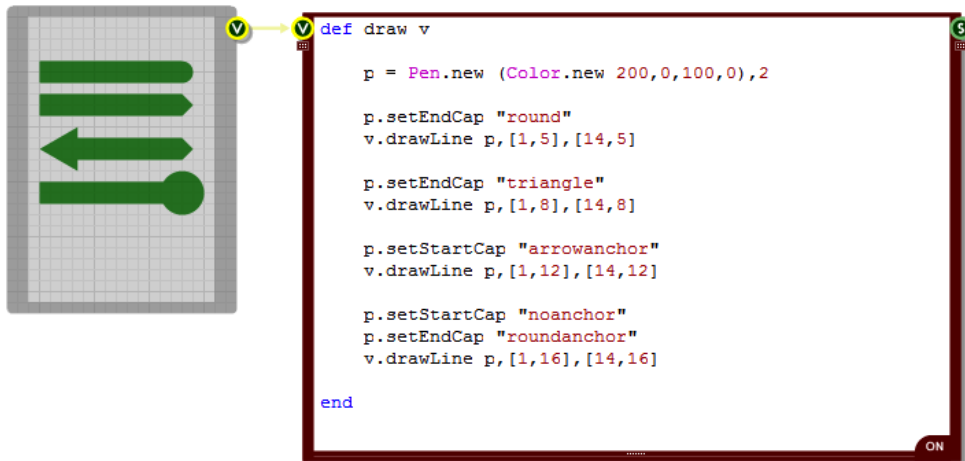 V
V
S
def draw v
p = Pen.new (Color.new 200,0,100,0),2
p.setEndCap "round"
v.drawLine p,[1,5],[14,5]
p.setEndCap "triangle"
v.drawLine p,[1,8],[14,8]
p.setStartCap "arrowanchor"
v.drawLine p,[1,12],[14,12]
p.setStartCap "noanchor"
p.setEndCap "roundanchor"
v.drawLine p,[1,16],[14,16]
end
ON